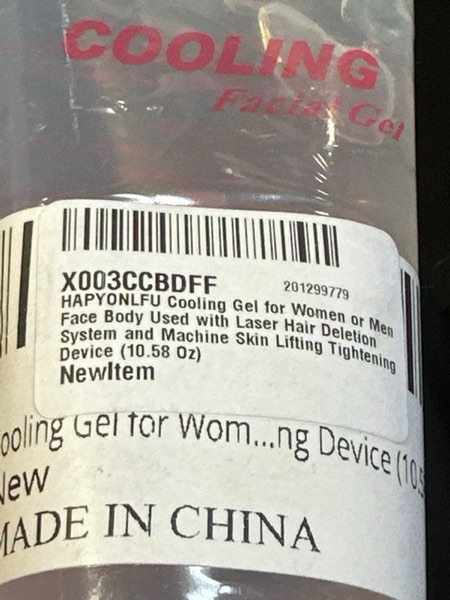 COOLING
Facial Gel
X003CCBDFF
201299779
HAPYONLFU Cooling Gel for Women or Men
Face Body Used with Laser Hair Deletion
System and Machine Skin Lifting Tightening
Device (10.58 Oz)
NewItem
ooling Gel for Wom...ng Device (10.5
New
MADE IN CHINA